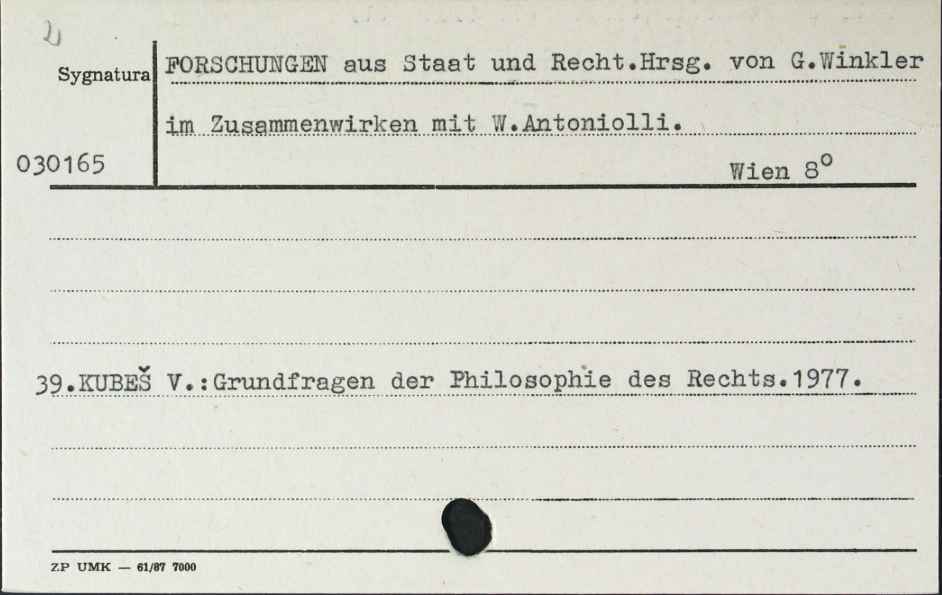 Sygnatura
FORSCHUNGEN aus Staat und Recht.Hrsg. von G.Winkler
im Zusammenwirken mit W.Antoniolli.
030165
Wien 8⁰
39.KUBEŠ V.:Grundfragen der Philosophie des Rechts.1977.
ZP UMK — 61/87 7000